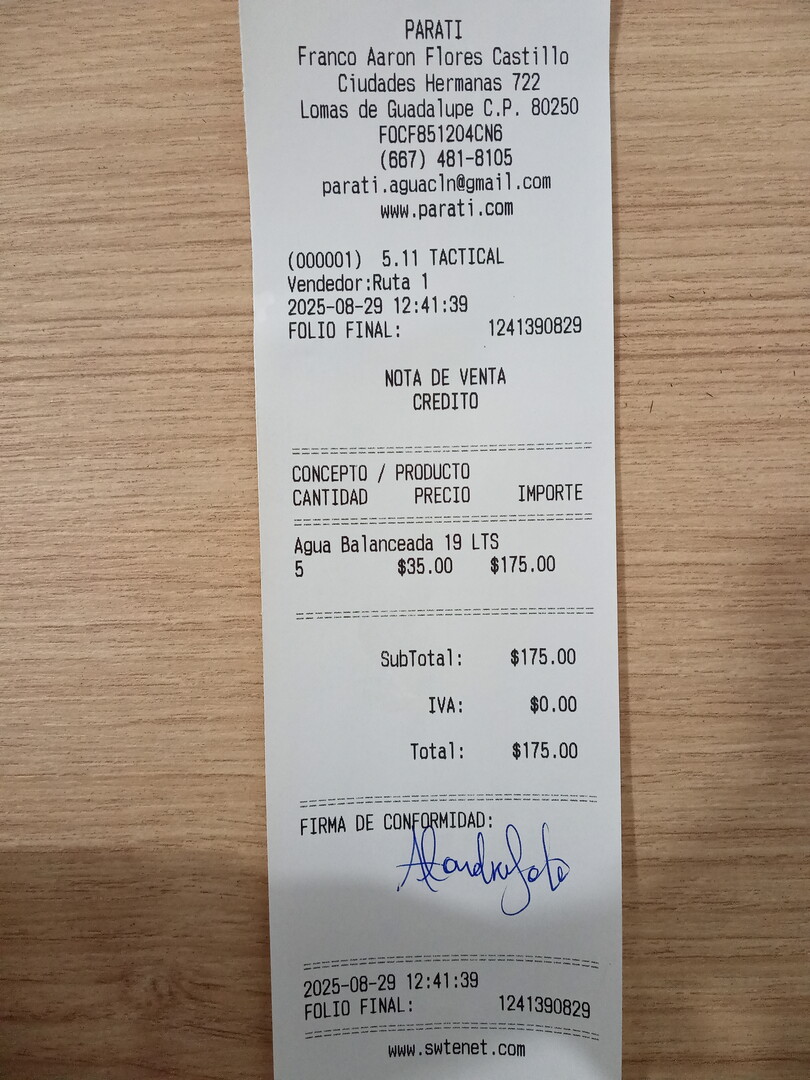 PARATI
Franco Aaron Flores Castillo
Ciudades Hermanas 722
Lomas de Guadalupe C.P. 80250
FOCF851204CN6
(667) 481-8105
parati.aguacln@gmail.com
www.parati.com
(000001) 5.11 TACTICAL
Vendedor:Ruta 1
2025-08-29 12:41:39
FOLIO FINAL: 1241390829
NOTA DE VENTA
CREDITO
CONCEPTO / PRODUCTO
CANTIDAD PRECIO IMPORTE
Agua Balanceada 19 LTS
5 $35.00 $175.00
SubTotal: $175.00
IVA: $0.00
Total: $175.00
FIRMA DE CONFORMIDAD:
2025-08-29 12:41:39
FOLIO FINAL: 1241390829
www.swtenet.com